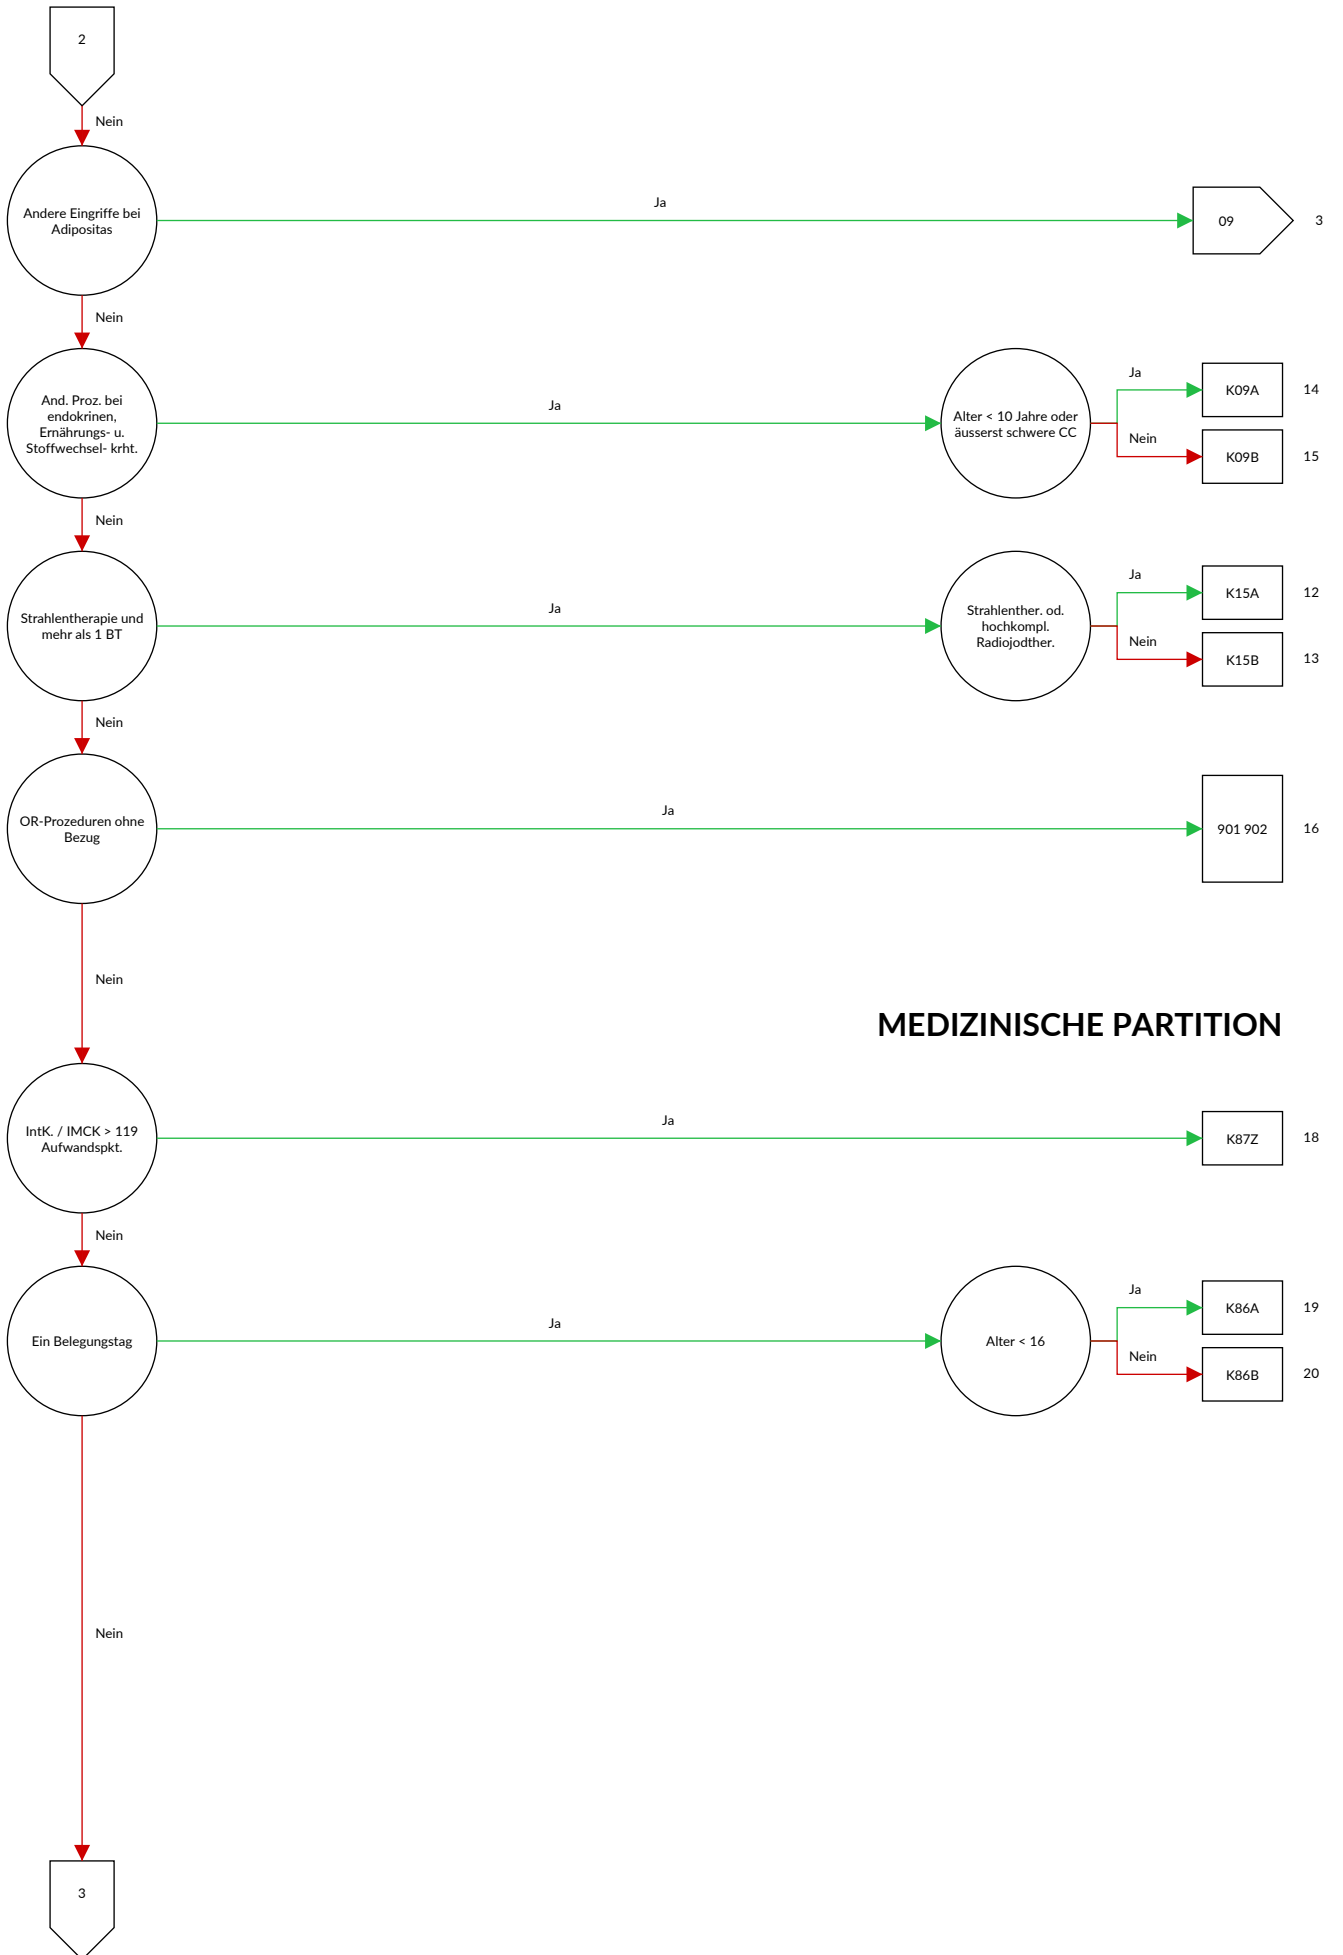 2
Nein
Andere Eingriffe bei
Adipositas
Ja
09
3
Nein
And. Proz. bei
endokrinen,
Ernährungs- u.
Stoffwechsel- krht.
Ja
Alter < 10 Jahre oder
äusserst schwere CC
Ja
K09A
14
Nein
K09B
15
Nein
Strahlentherapie und
mehr als 1 BT
Ja
Strahlenther. od.
hochkompl.
Radiojodther.
Ja
K15A
12
Nein
K15B
13
Nein
OR-Prozeduren ohne
Bezug
Ja
901 902
16
Nein
MEDIZINISCHE PARTITION
IntK. / IMCK > 119
Aufwandspkt.
Ja
K87Z
18
Nein
Ein Belegungstag
Ja
Alter < 16
Ja
K86A
19
Nein
K86B
20
Nein
3